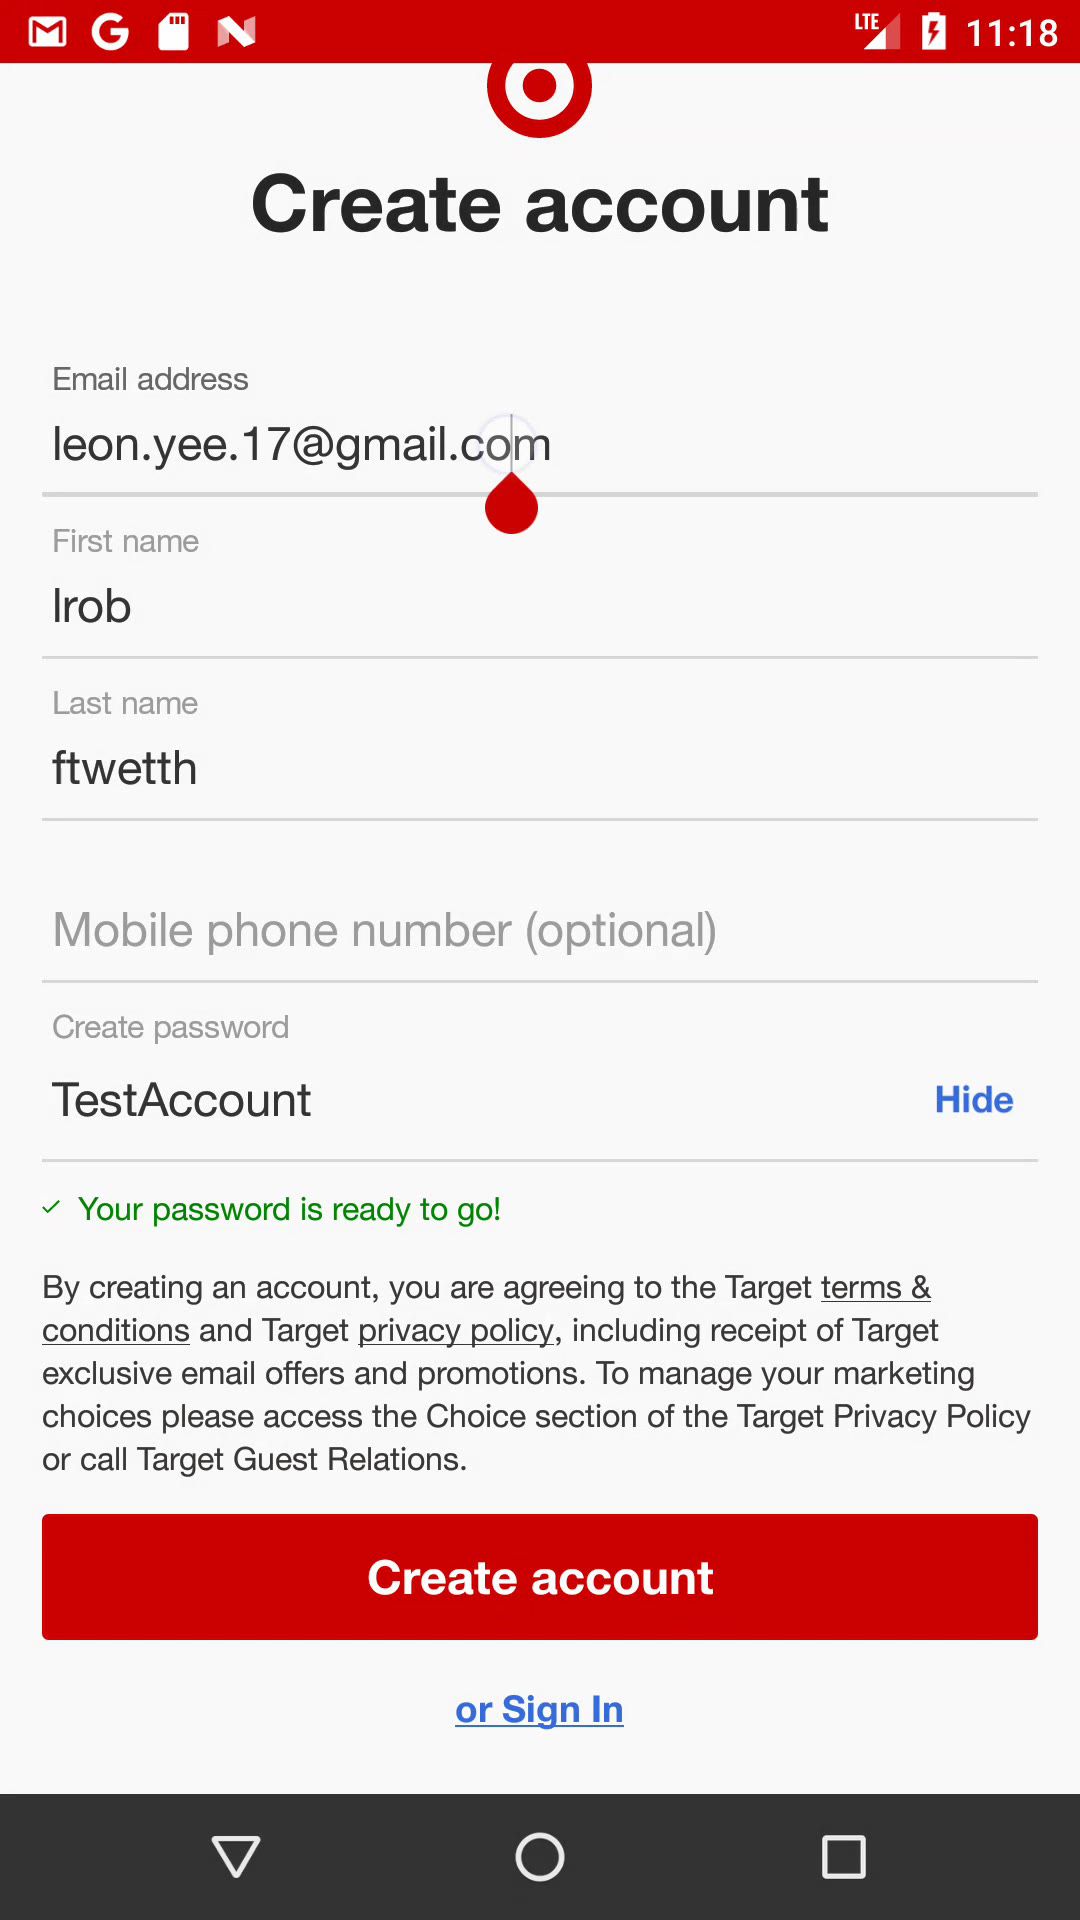 LTE 11:18
Create account
Email address
leon.yee.17@gmail.com
First name
lrob
Last name
ftwetth
Mobile phone number (optional)
Create password
TestAccount Hide
Your password is ready to go!
By creating an account, you are agreeing to the Target terms &
conditions and Target privacy policy, including receipt of Target
exclusive email offers and promotions. To manage your marketing
choices please access the Choice section of the Target Privacy Policy
or call Target Guest Relations.
Create account
or Sign In